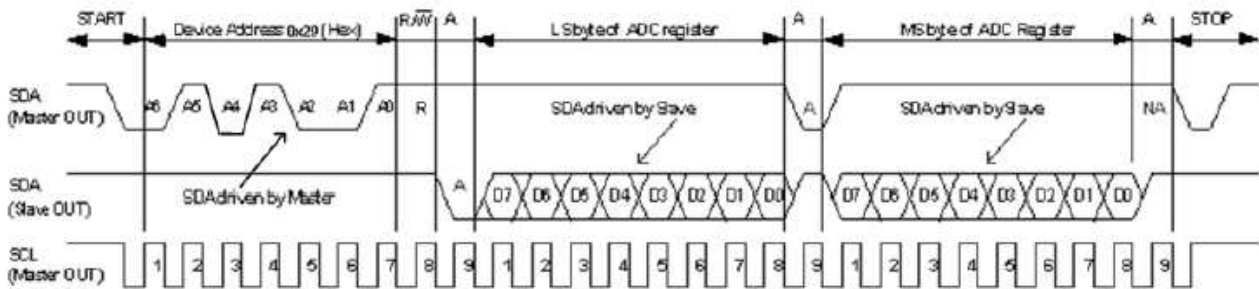 START Device Address 0x29 (Hex) R/W A LSbyte of ADC register A MSbyte of ADC Register A STOP
SDA
(Master OUT)
A6 A5 A4 A3 A2 A1 A0 R SDA driven by Slave A SDA driven by Slave NA
SDA
(Slave OUT)
SDA driven by Master A D7 D6 D5 D4 D3 D2 D1 D0 D7 D6 D5 D4 D3 D2 D1 D0
SCL
(Master OUT)
1 2 3 4 5 6 7 8 9 1 2 3 4 5 6 7 8 9 1 2 3 4 5 6 7 8 9